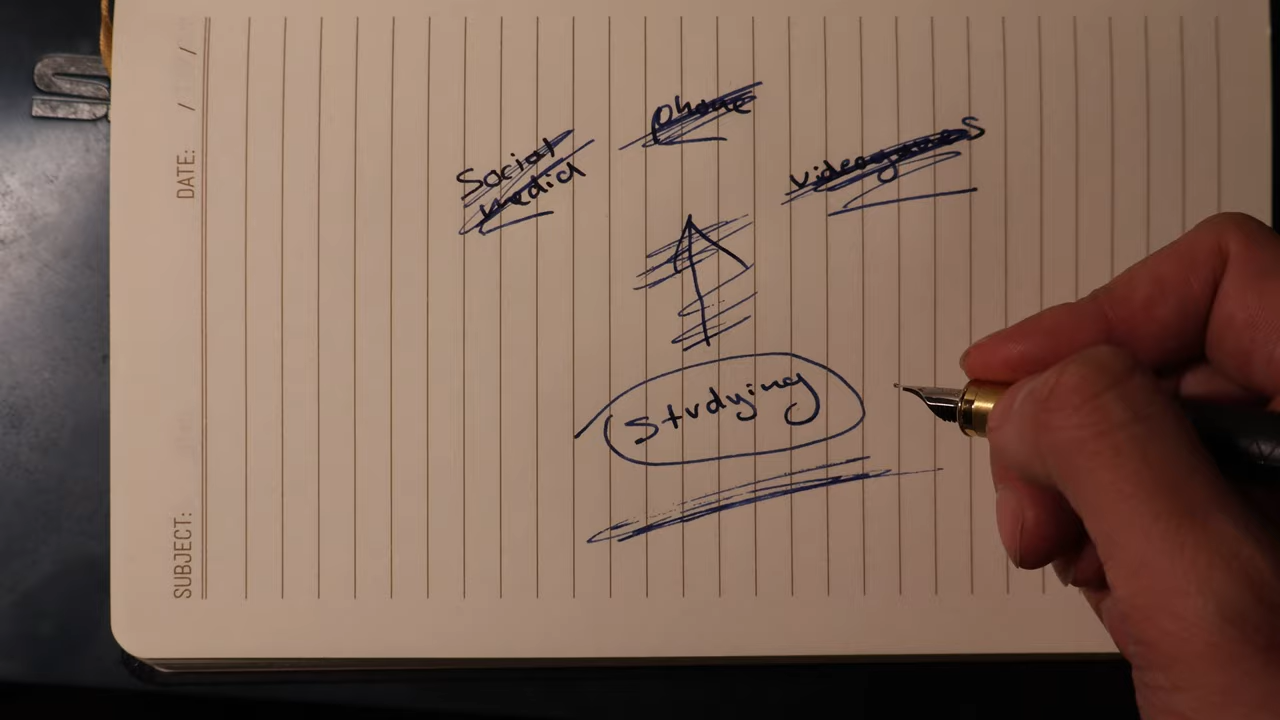 phone
Social
media
videogames
studying
DATE: / /
SUBJECT: